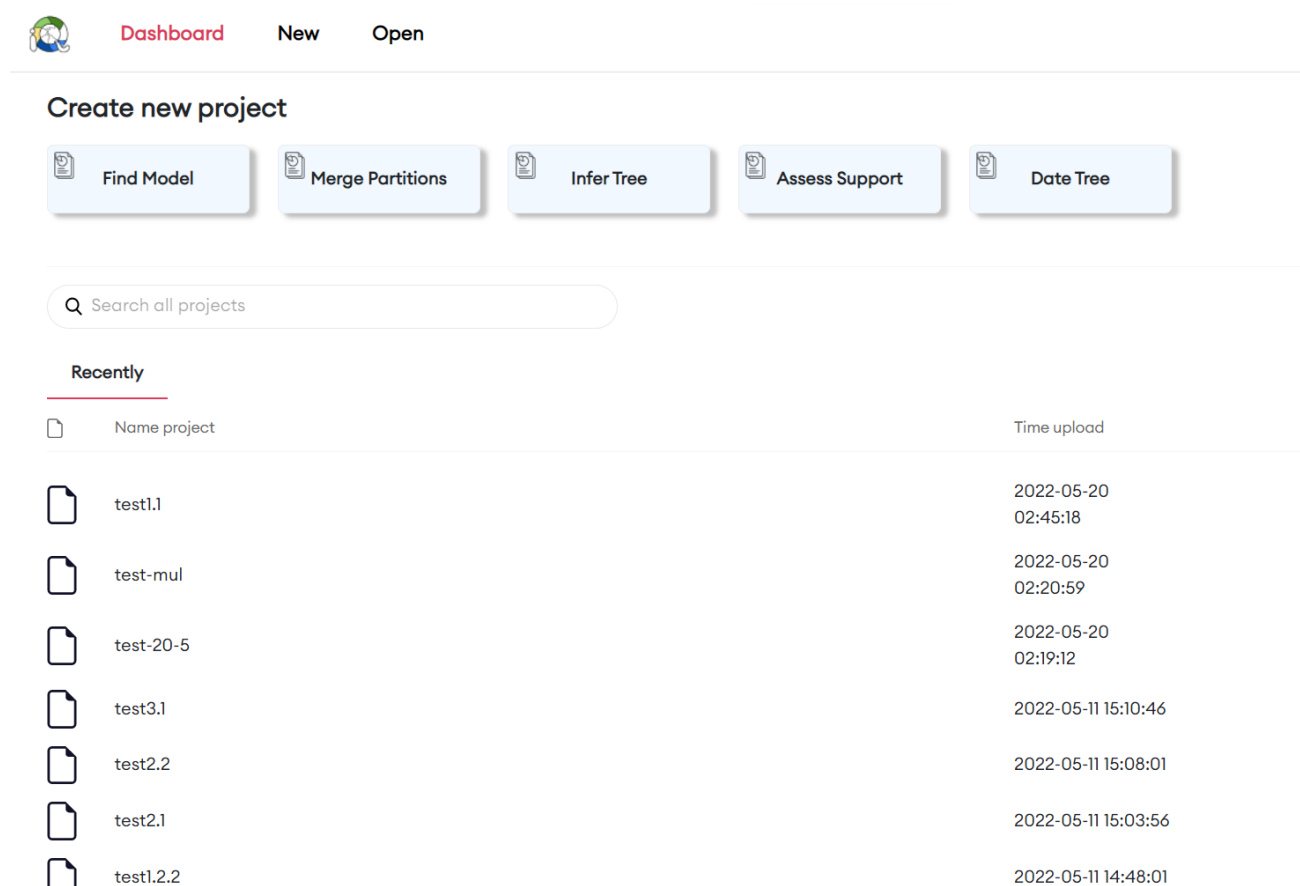 Dashboard New Open
Create new project
Find Model Merge Partitions Infer Tree Assess Support Date Tree
Search all projects
Recently
Name project Time upload
test1.1 2022-05-20
02:45:18
test-mul 2022-05-20
02:20:59
test-20-5 2022-05-20
02:19:12
test3.1 2022-05-11 15:10:46
test2.2 2022-05-11 15:08:01
test2.1 2022-05-11 15:03:56
test1.2.2 2022-05-11 14:48:01